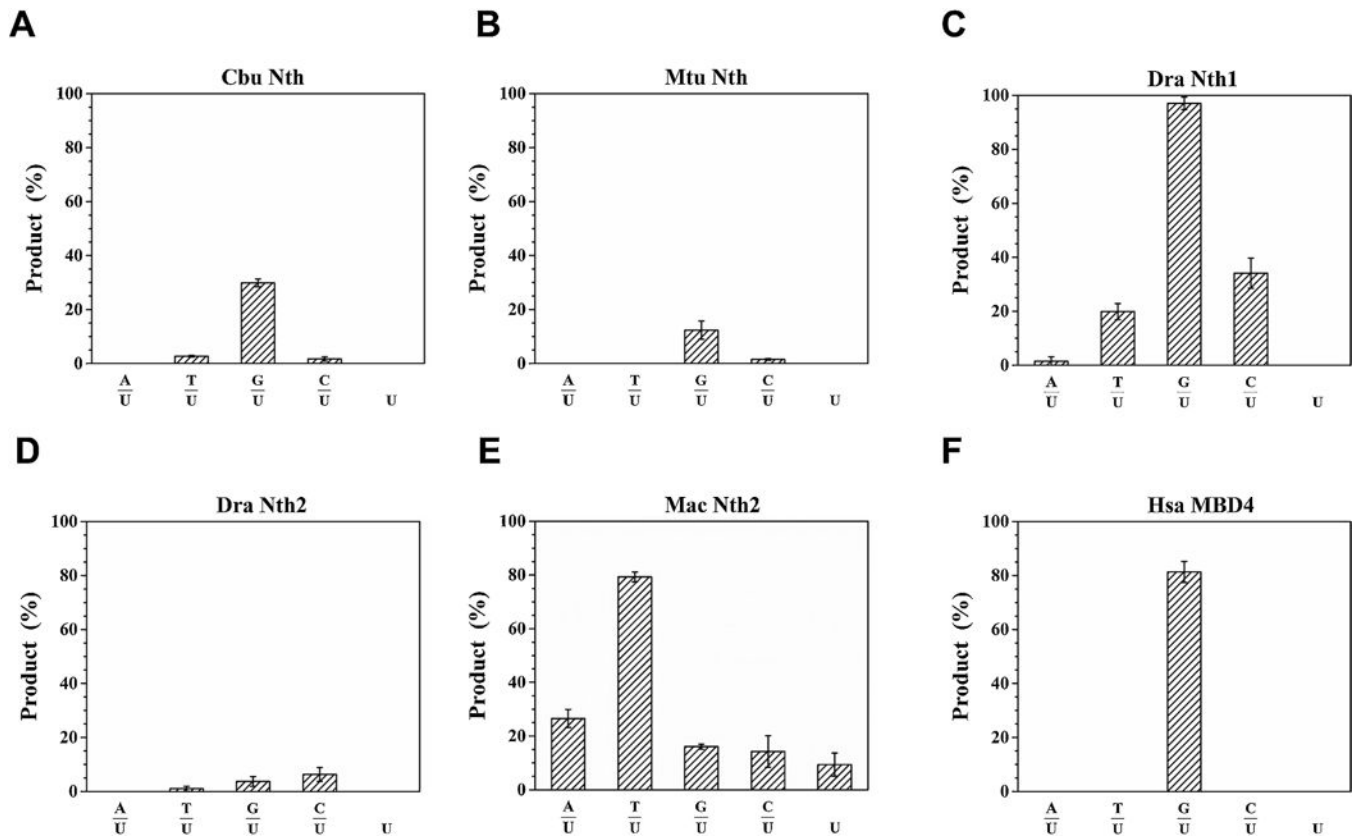 A
B
C
Cbu Nth
Mtu Nth
Dra Nth1
Product (%)
100
80
60
40
20
0
A/U T/U G/U C/U U
Product (%)
100
80
60
40
20
0
A/U T/U G/U C/U U
Product (%)
100
80
60
40
20
0
A/U T/U G/U C/U U
D
E
F
Dra Nth2
Mac Nth2
Hsa MBD4
Product (%)
100
80
60
40
20
0
A/U T/U G/U C/U U
Product (%)
100
80
60
40
20
0
A/U T/U G/U C/U U
Product (%)
100
80
60
40
20
0
A/U T/U G/U C/U U